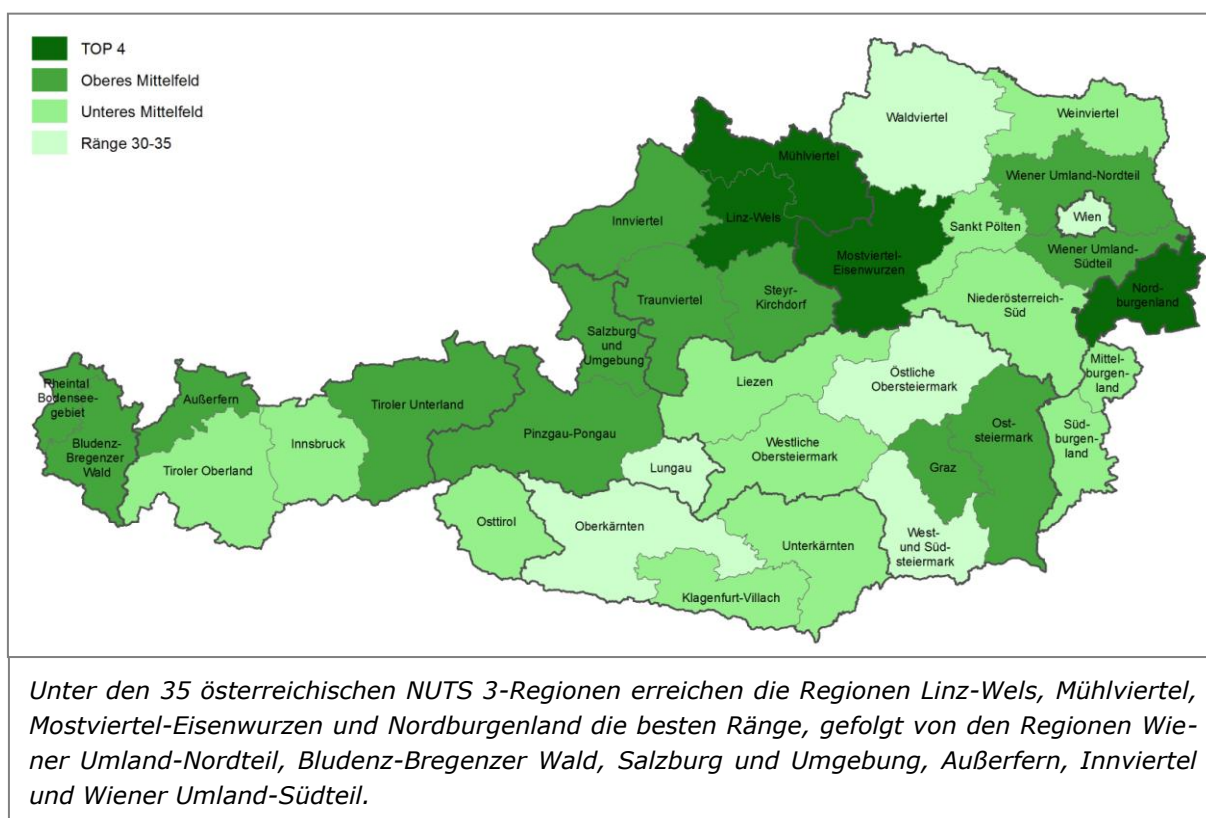 TOP 4
Oberes Mittelfeld
Unteres Mittelfeld
Ränge 30-35
Waldviertel
Weinviertel
Mühlviertel
Wiener Umland-Nordteil
Innviertel
Linz-Wels
Sankt Pölten
Wien
Mostviertel-
Eisenwurzen
Wiener Umland-
Südteil
Steyr-
Kirchdorf
Traunviertel
Nord-
burgenland
Niederösterreich-
Süd
Salzburg
und
Umgebung
Mittel-
burgen-
land
Östliche
Obersteiermark
Liezen
Rheintal
Bodensee-
gebiet
Außerfern
Tiroler Unterland
Pinzgau-Pongau
Ost-
steiermark
Süd-
burgen-
land
Bludenz-
Bregenzer
Wald
Innsbruck
Westliche
Obersteiermark
Tiroler Oberland
Lungau
Graz
Osttirol
Oberkärnten
Unterkärnten
West-
und Süd-
steiermark
Klagenfurt-Villach
Unter den 35 österreichischen NUTS 3-Regionen erreichen die Regionen Linz-Wels, Mühlviertel,
Mostviertel-Eisenwurzen und Nordburgenland die besten Ränge, gefolgt von den Regionen Wie-
ner Umland-Nordteil, Bludenz-Bregenzer Wald, Salzburg und Umgebung, Außerfern, Innviertel
und Wiener Umland-Südteil.